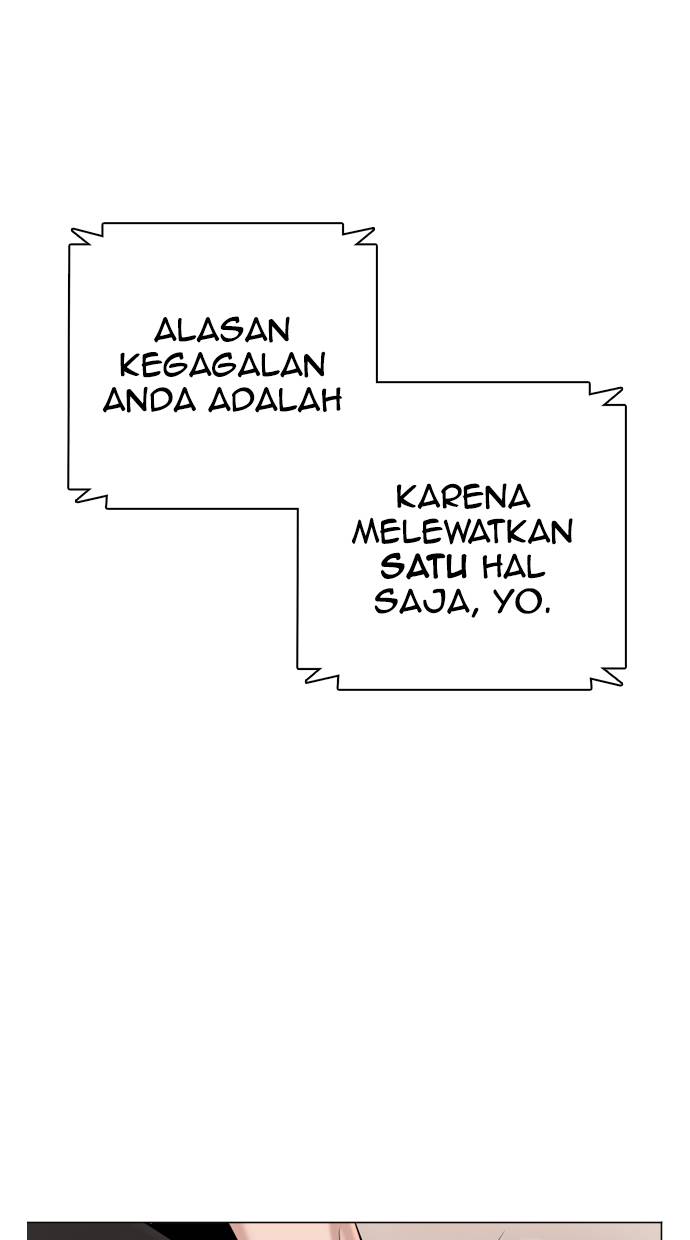 ALASAN
KEGAGALAN
ANDA ADALAH
KARENA
MELEWATKAN
SATU HAL
SAJA, YO.